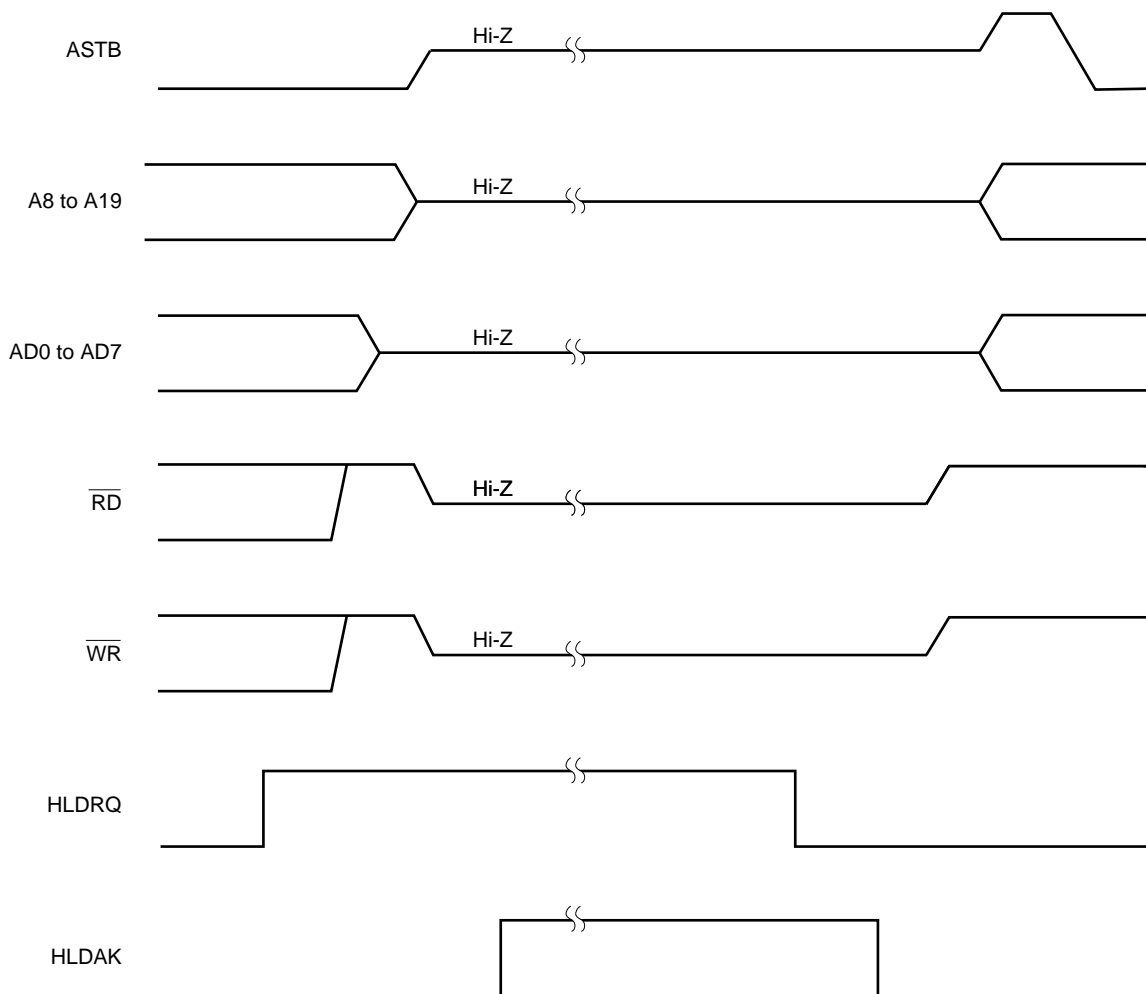 ASTB
Hi-Z
A8 to A19
Hi-Z
AD0 to AD7
Hi-Z
RD
Hi-Z
WR
Hi-Z
HLDRQ
HLDAK